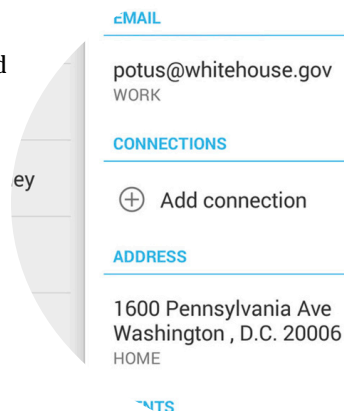 EMAIL
potus@whitehouse.gov
WORK
CONNECTIONS
Add connection
ADDRESS
1600 Pennsylvania Ave
Washington , D.C. 20006
HOME